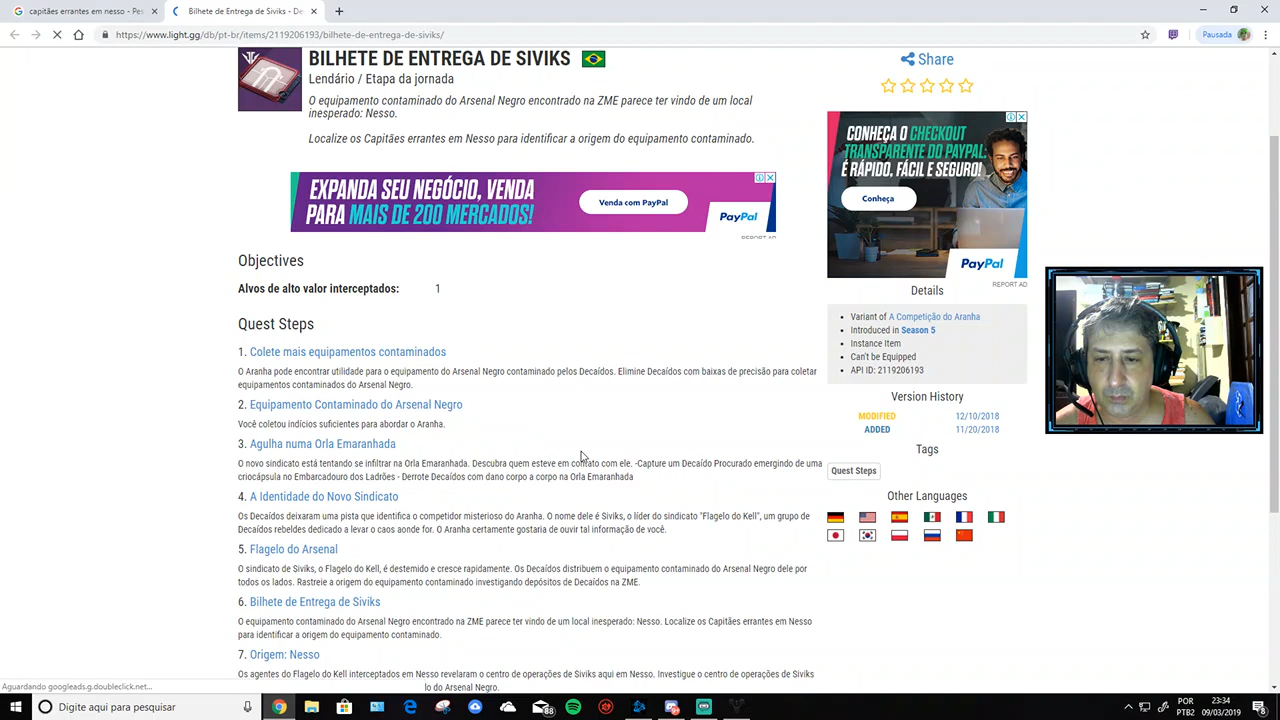 capitães errantes em nesso - Pes
Bilhete de Entrega de Siviks - De
https://www.light.gg/db/pt-br/items/2119206193/bilhete-de-entrega-de-siviks/
Pausada
BILHETE DE ENTREGA DE SIVIKS
Lendário / Etapa da jornada
O equipamento contaminado do Arsenal Negro encontrado na ZME parece ter vindo de um local
inesperado: Nesso.
Localize os Capitães errantes em Nesso para identificar a origem do equipamento contaminado.
EXPANDA SEU NEGÓCIO, VENDA
PARA MAIS DE 200 MERCADOS!
Venda com PayPal
PayPal
REPORT AD
Objectives
Alvos de alto valor interceptados: 1
Quest Steps
1. Colete mais equipamentos contaminados
O Aranha pode encontrar utilidade para o equipamento do Arsenal Negro contaminado pelos Decaídos. Elimine Decaídos com baixas de precisão para coletar
equipamentos contaminados do Arsenal Negro.
2. Equipamento Contaminado do Arsenal Negro
Você coletou indícios suficientes para abordar o Aranha.
3. Agulha numa Orla Emaranhada
O novo sindicato está tentando se infiltrar na Orla Emaranhada. Descubra quem esteve em contato com ele. -Capture um Decaído Procurado emergindo de uma
criocápsula no Embarcadouro dos Ladrões - Derrote Decaídos com dano corpo a corpo na Orla Emaranhada
4. A Identidade do Novo Sindicato
Os Decaídos deixaram uma pista que identifica o competidor misterioso do Aranha. O nome dele é Siviks, o líder do sindicato "Flagelo do Kell", um grupo de
Decaídos rebeldes dedicado a levar o caos aonde for. O Aranha certamente gostaria de ouvir tal informação de você.
5. Flagelo do Arsenal
O sindicato de Siviks, o Flagelo do Kell, é destemido e cresce rapidamente. Os Decaídos distribuem o equipamento contaminado do Arsenal Negro dele por
todos os lados. Rastreie a origem do equipamento contaminado investigando depósitos de Decaídos na ZME.
6. Bilhete de Entrega de Siviks
O equipamento contaminado do Arsenal Negro encontrado na ZME parece ter vindo de um local inesperado: Nesso. Localize os Capitães errantes em Nesso
para identificar a origem do equipamento contaminado.
7. Origem: Nesso
Os agentes do Flagelo do Kell interceptados em Nesso revelaram o centro de operações de Siviks aqui em Nesso. Investigue o centro de operações de Siviks
lo do Arsenal Negro.
Share
CONHEÇA O CHECKOUT
TRANSPARENTE DO PAYPAL:
É RÁPIDO, FÁCIL E SEGURO!
Conheça
PayPal
REPORT AD
Details
Variant of A Competição do Aranha
Introduced in Season 5
Instance Item
Can't be Equipped
API ID: 2119206193
Version History
MODIFIED 12/10/2018
ADDED 11/20/2018
Tags
Quest Steps
Other Languages
Aguardando googleads.g.doubleclick.net...
Digite aqui para pesquisar
88
POR
PTB2
23:34
09/03/2019